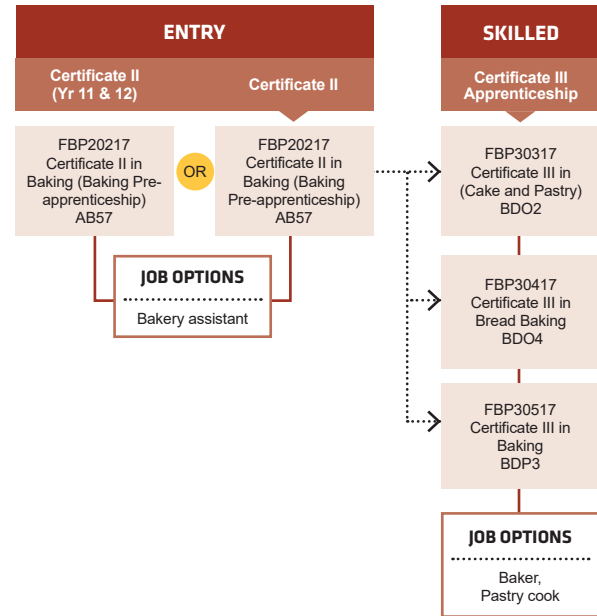 ENTRY
Certificate II
(Yr 11 & 12)
Certificate II
FBP20217
Certificate II in
Baking (Baking Pre-
apprenticeship)
AB57
OR
FBP20217
Certificate II in
Baking (Baking
Pre-apprenticeship)
AB57
JOB OPTIONS
Bakery assistant
SKILLED
Certificate III
Apprenticeship
FBP30317
Certificate III in
(Cake and Pastry)
BDO2
FBP30417
Certificate III in
Bread Baking
BDO4
FBP30517
Certificate III in
Baking
BDP3
JOB OPTIONS
Baker,
Pastry cook